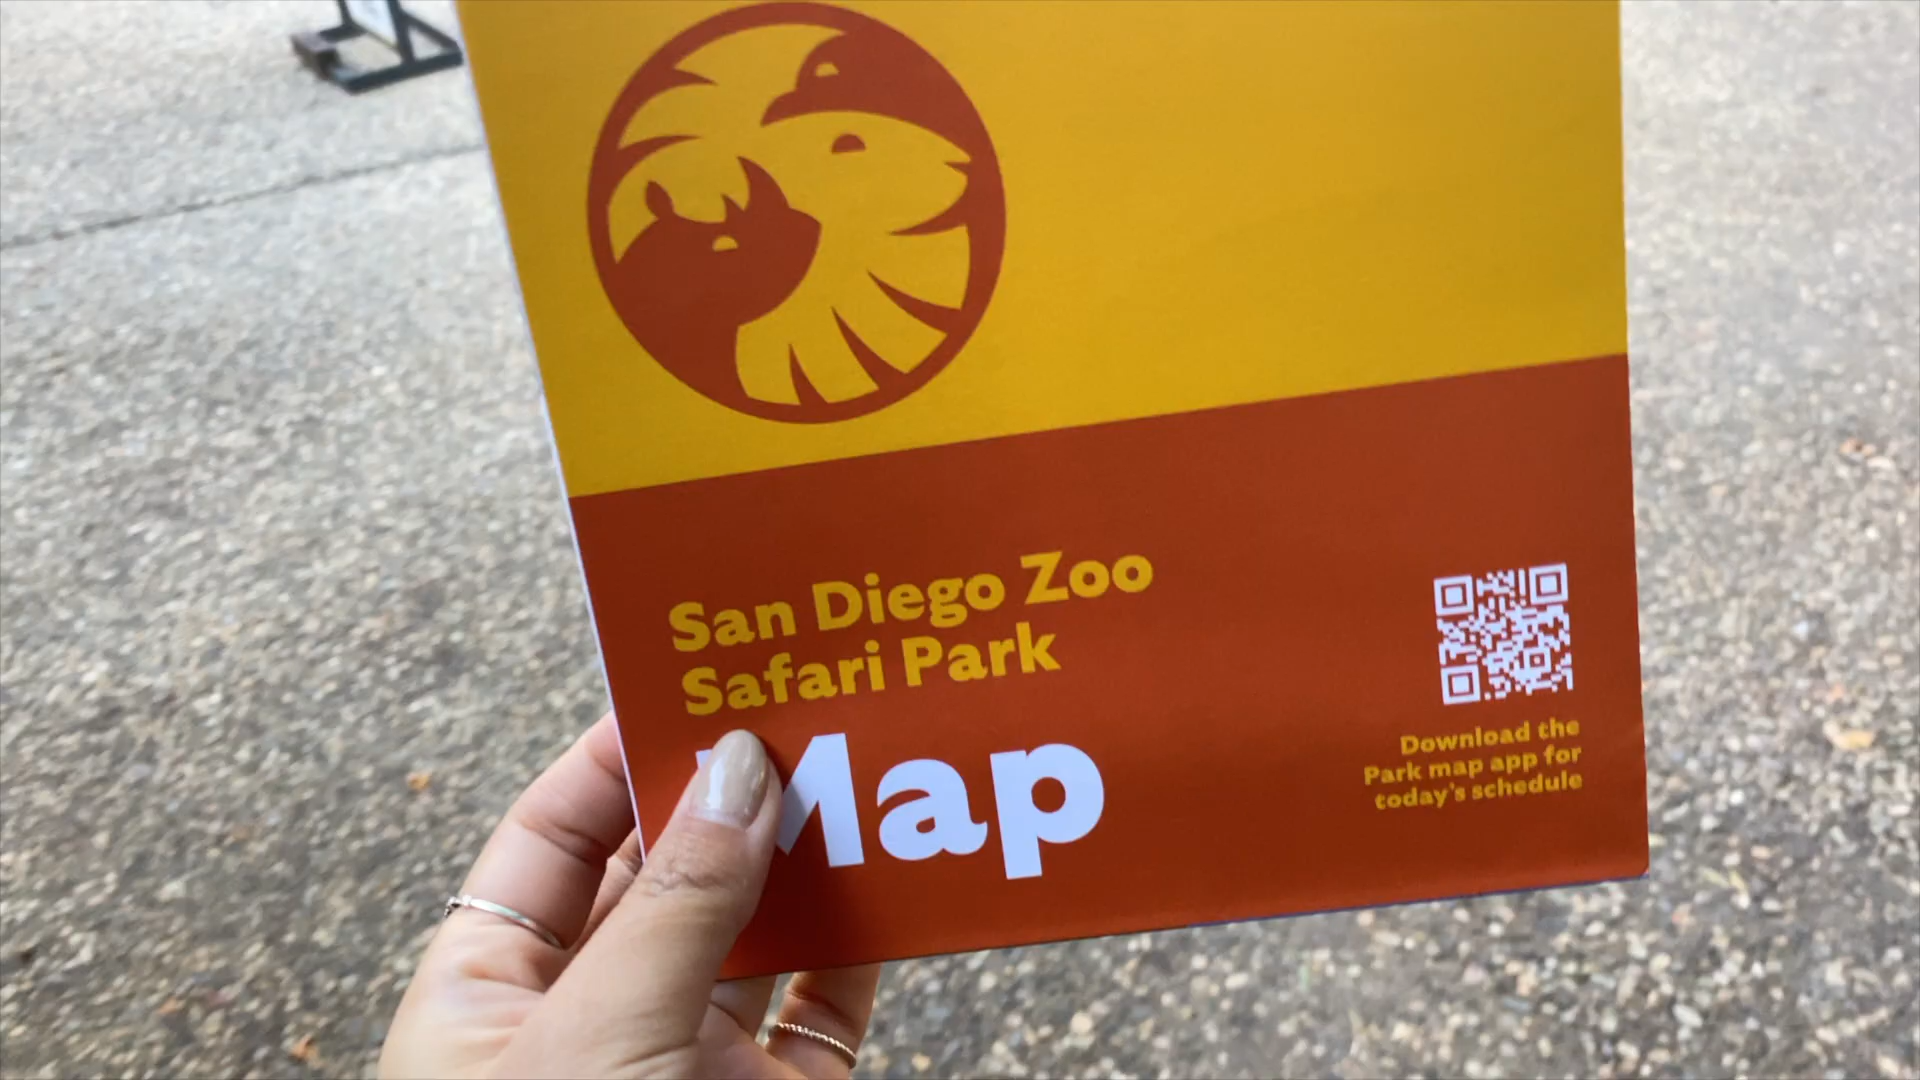 San Diego Zoo
Safari Park
Map
Download the
Park map app for
today's schedule